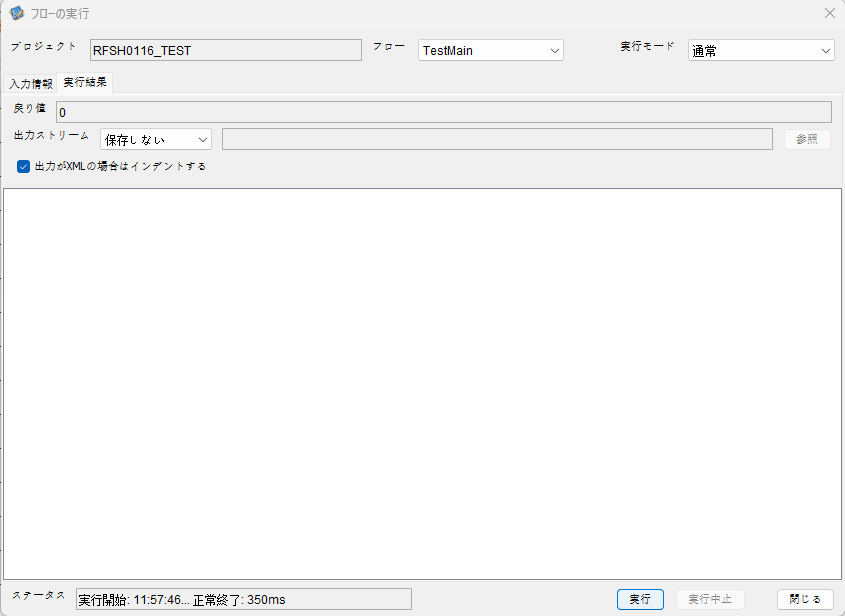 フローの実行
プロジェクト RFSH0116_TEST フロー TestMain 実行モード 通常
入力情報 実行結果
戻り値 0
出力ストリーム 保存しない 参照
出力がXMLの場合はインデントする
ステータス 実行開始: 11:57:46... 正常終了: 350ms 実行 実行中止 閉じる